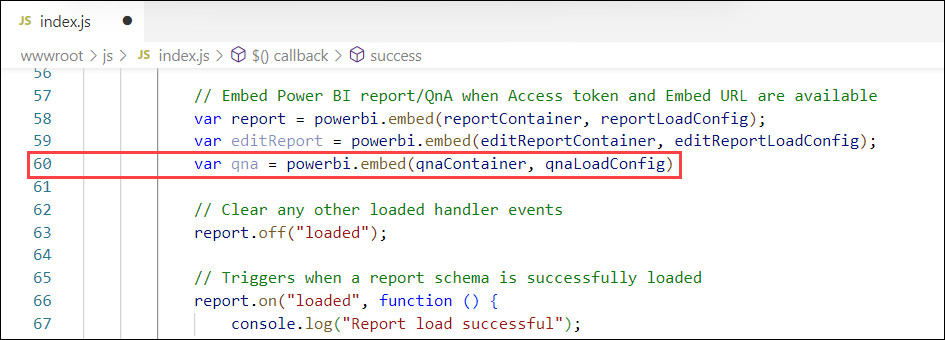 JS index.js ●
wwwroot > js > JS index.js > $() callback > success
56
57 // Embed Power BI report/QnA when Access token and Embed URL are available
58 var report = powerbi.embed(reportContainer, reportLoadConfig);
59 var editReport = powerbi.embed(editReportContainer, editReportLoadConfig);
60 var qna = powerbi.embed(qnaContainer, qnaLoadConfig)
61
62 // Clear any other loaded handler events
63 report.off("loaded");
64
65 // Triggers when a report schema is successfully loaded
66 report.on("loaded", function () {
67 console.log("Report load successful");